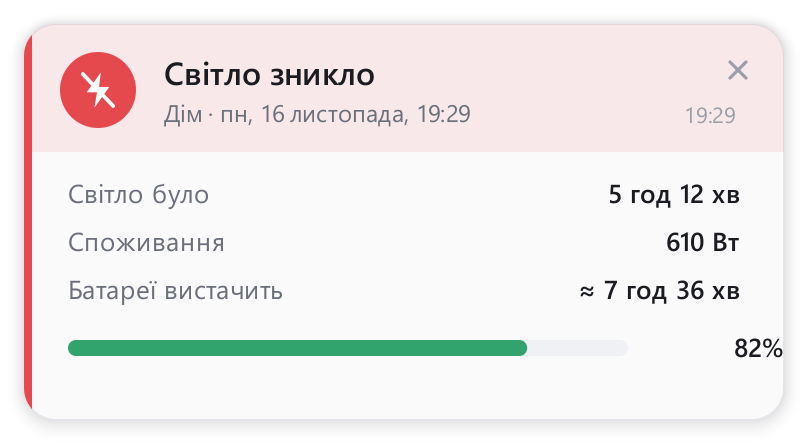 Світло зникло
Дім · пн, 16 листопада, 19:29
19:29
Світло було 5 год 12 хв
Споживання 610 Вт
Батареї вистачить ≈ 7 год 36 хв
82%